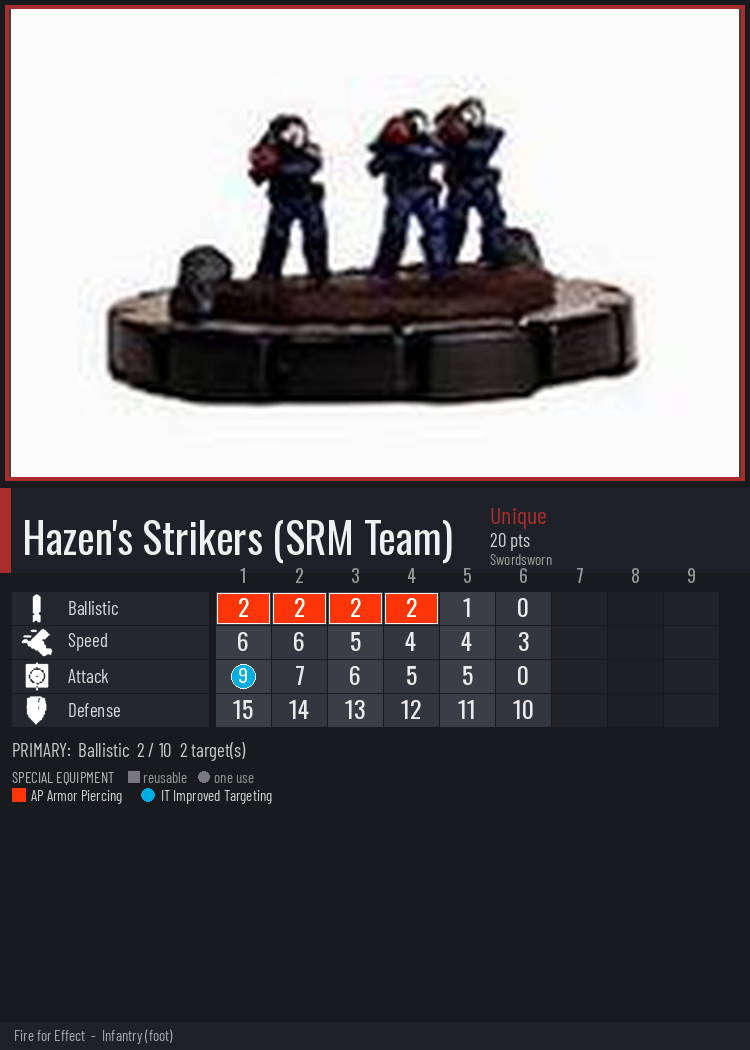 Hazen's Strikers (SRM Team)
Unique
20 pts
Swordsworn
1 2 3 4 5 6 7 8 9
Ballistic 2 2 2 2 1 0
Speed 6 6 5 4 4 3
Attack 9 7 6 5 5 0
Defense 15 14 13 12 11 10
PRIMARY: Ballistic 2 / 10 2 target(s)
SPECIAL EQUIPMENT reusable one use
AP Armor Piercing IT Improved Targeting
Fire for Effect - Infantry (foot)